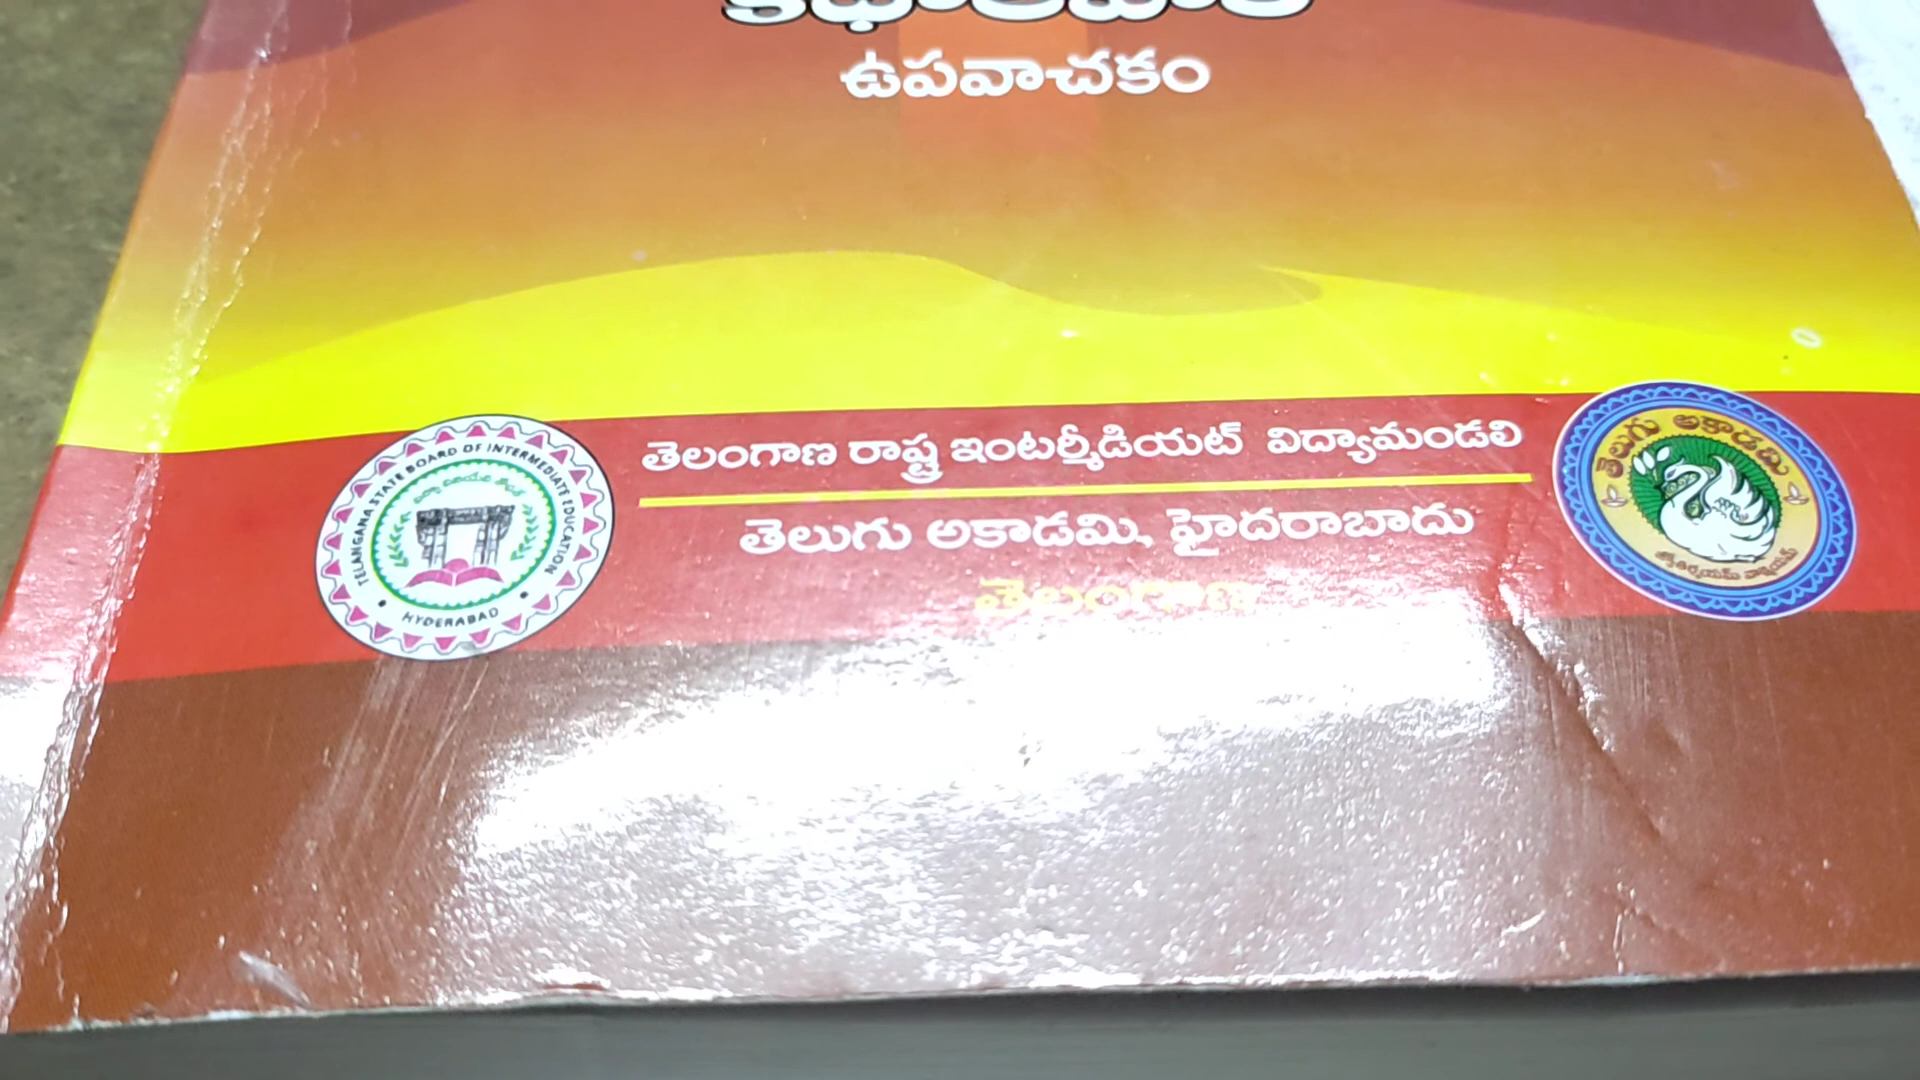 ఉపవాచకం
తెలంగాణ రాష్ట్ర ఇంటర్మీడియట్ విద్యామండలి
తెలుగు అకాడమి, హైదరాబాదు
తెలంగాణ
TELANGANA STATE BOARD OF INTERMEDIATE EDUCATION
HYDERABAD
తెలుగు అకాడమి